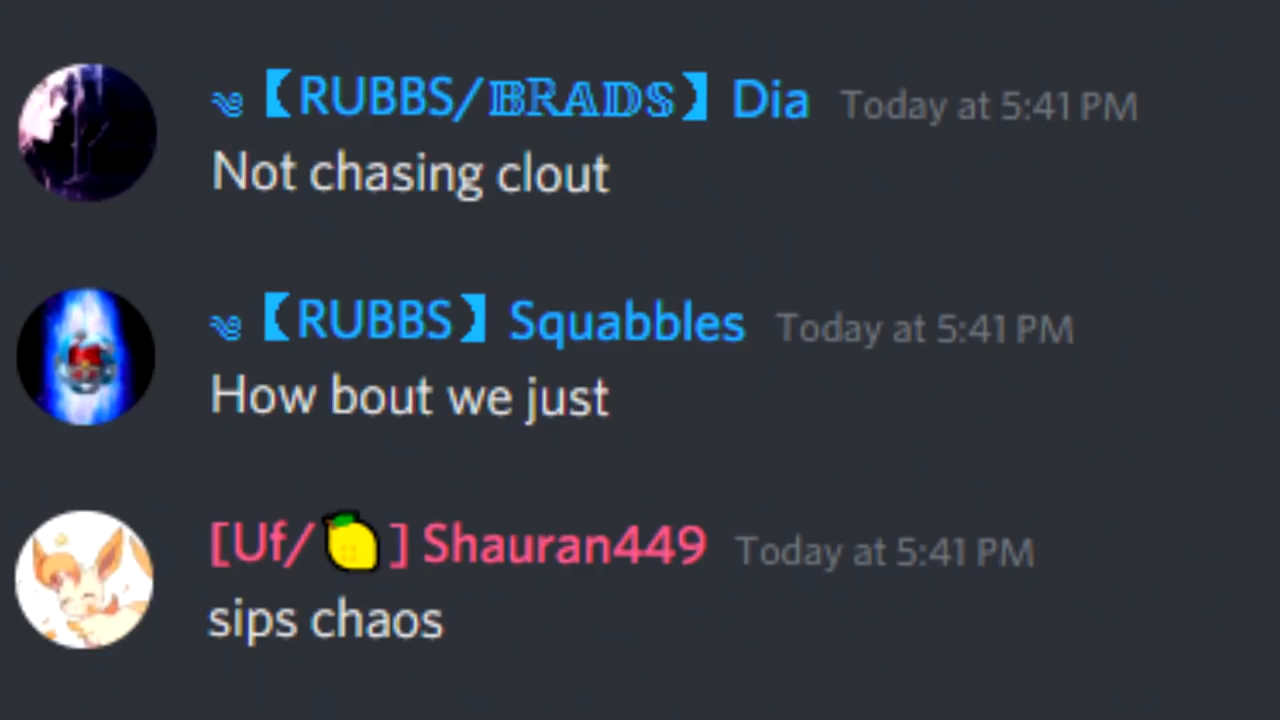 ༄【RUBBS/𝔹ℝ𝔸𝔻𝕊】Dia Today at 5:41 PM
Not chasing clout
༄【RUBBS】Squabbles Today at 5:41 PM
How bout we just
[Uf/🍋] Shauran449 Today at 5:41 PM
sips chaos